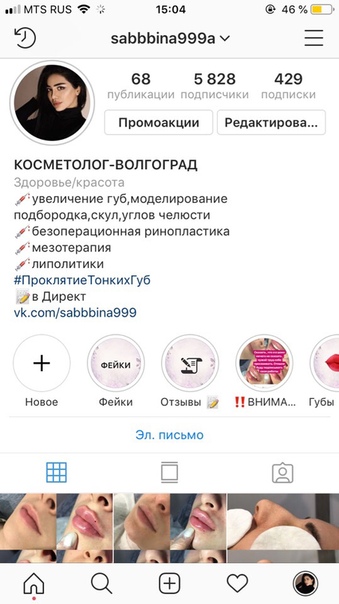 MTS RUS 15:04 46 %
sabbbina999a
68 5 828 429
публикации подписчики подписки
Промоакции Редактирова...
КОСМЕТОЛОГ-ВОЛГОГРАД
Здоровье/красота
💉увеличение губ,моделирование
подбородка,скул,углов челюсти
💉безоперационная ринопластика
💉мезотерапия
💉липолитики
#ПроклятиеТонкихГуб
📝в Директ
vk.com/sabbbina999
ФЕЙКИ
Новое Фейки Отзывы 📝 ‼️ВНИМА... Губы
Эл. письмо